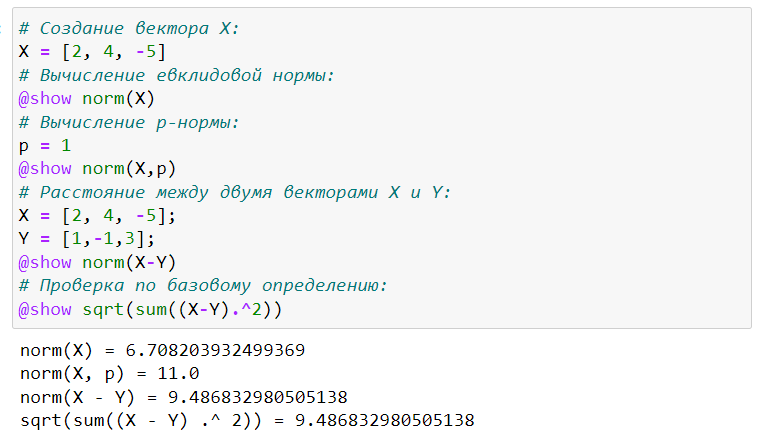 # Создание вектора X:
X = [2, 4, -5]
# Вычисление евклидовой нормы:
@show norm(X)
# Вычисление p-нормы:
p = 1
@show norm(X,p)
# Расстояние между двумя векторами X и Y:
X = [2, 4, -5];
Y = [1,-1,3];
@show norm(X-Y)
# Проверка по базовому определению:
@show sqrt(sum((X-Y).^2))
norm(X) = 6.708203932499369
norm(X, p) = 11.0
norm(X - Y) = 9.486832980505138
sqrt(sum((X - Y) .^ 2)) = 9.486832980505138